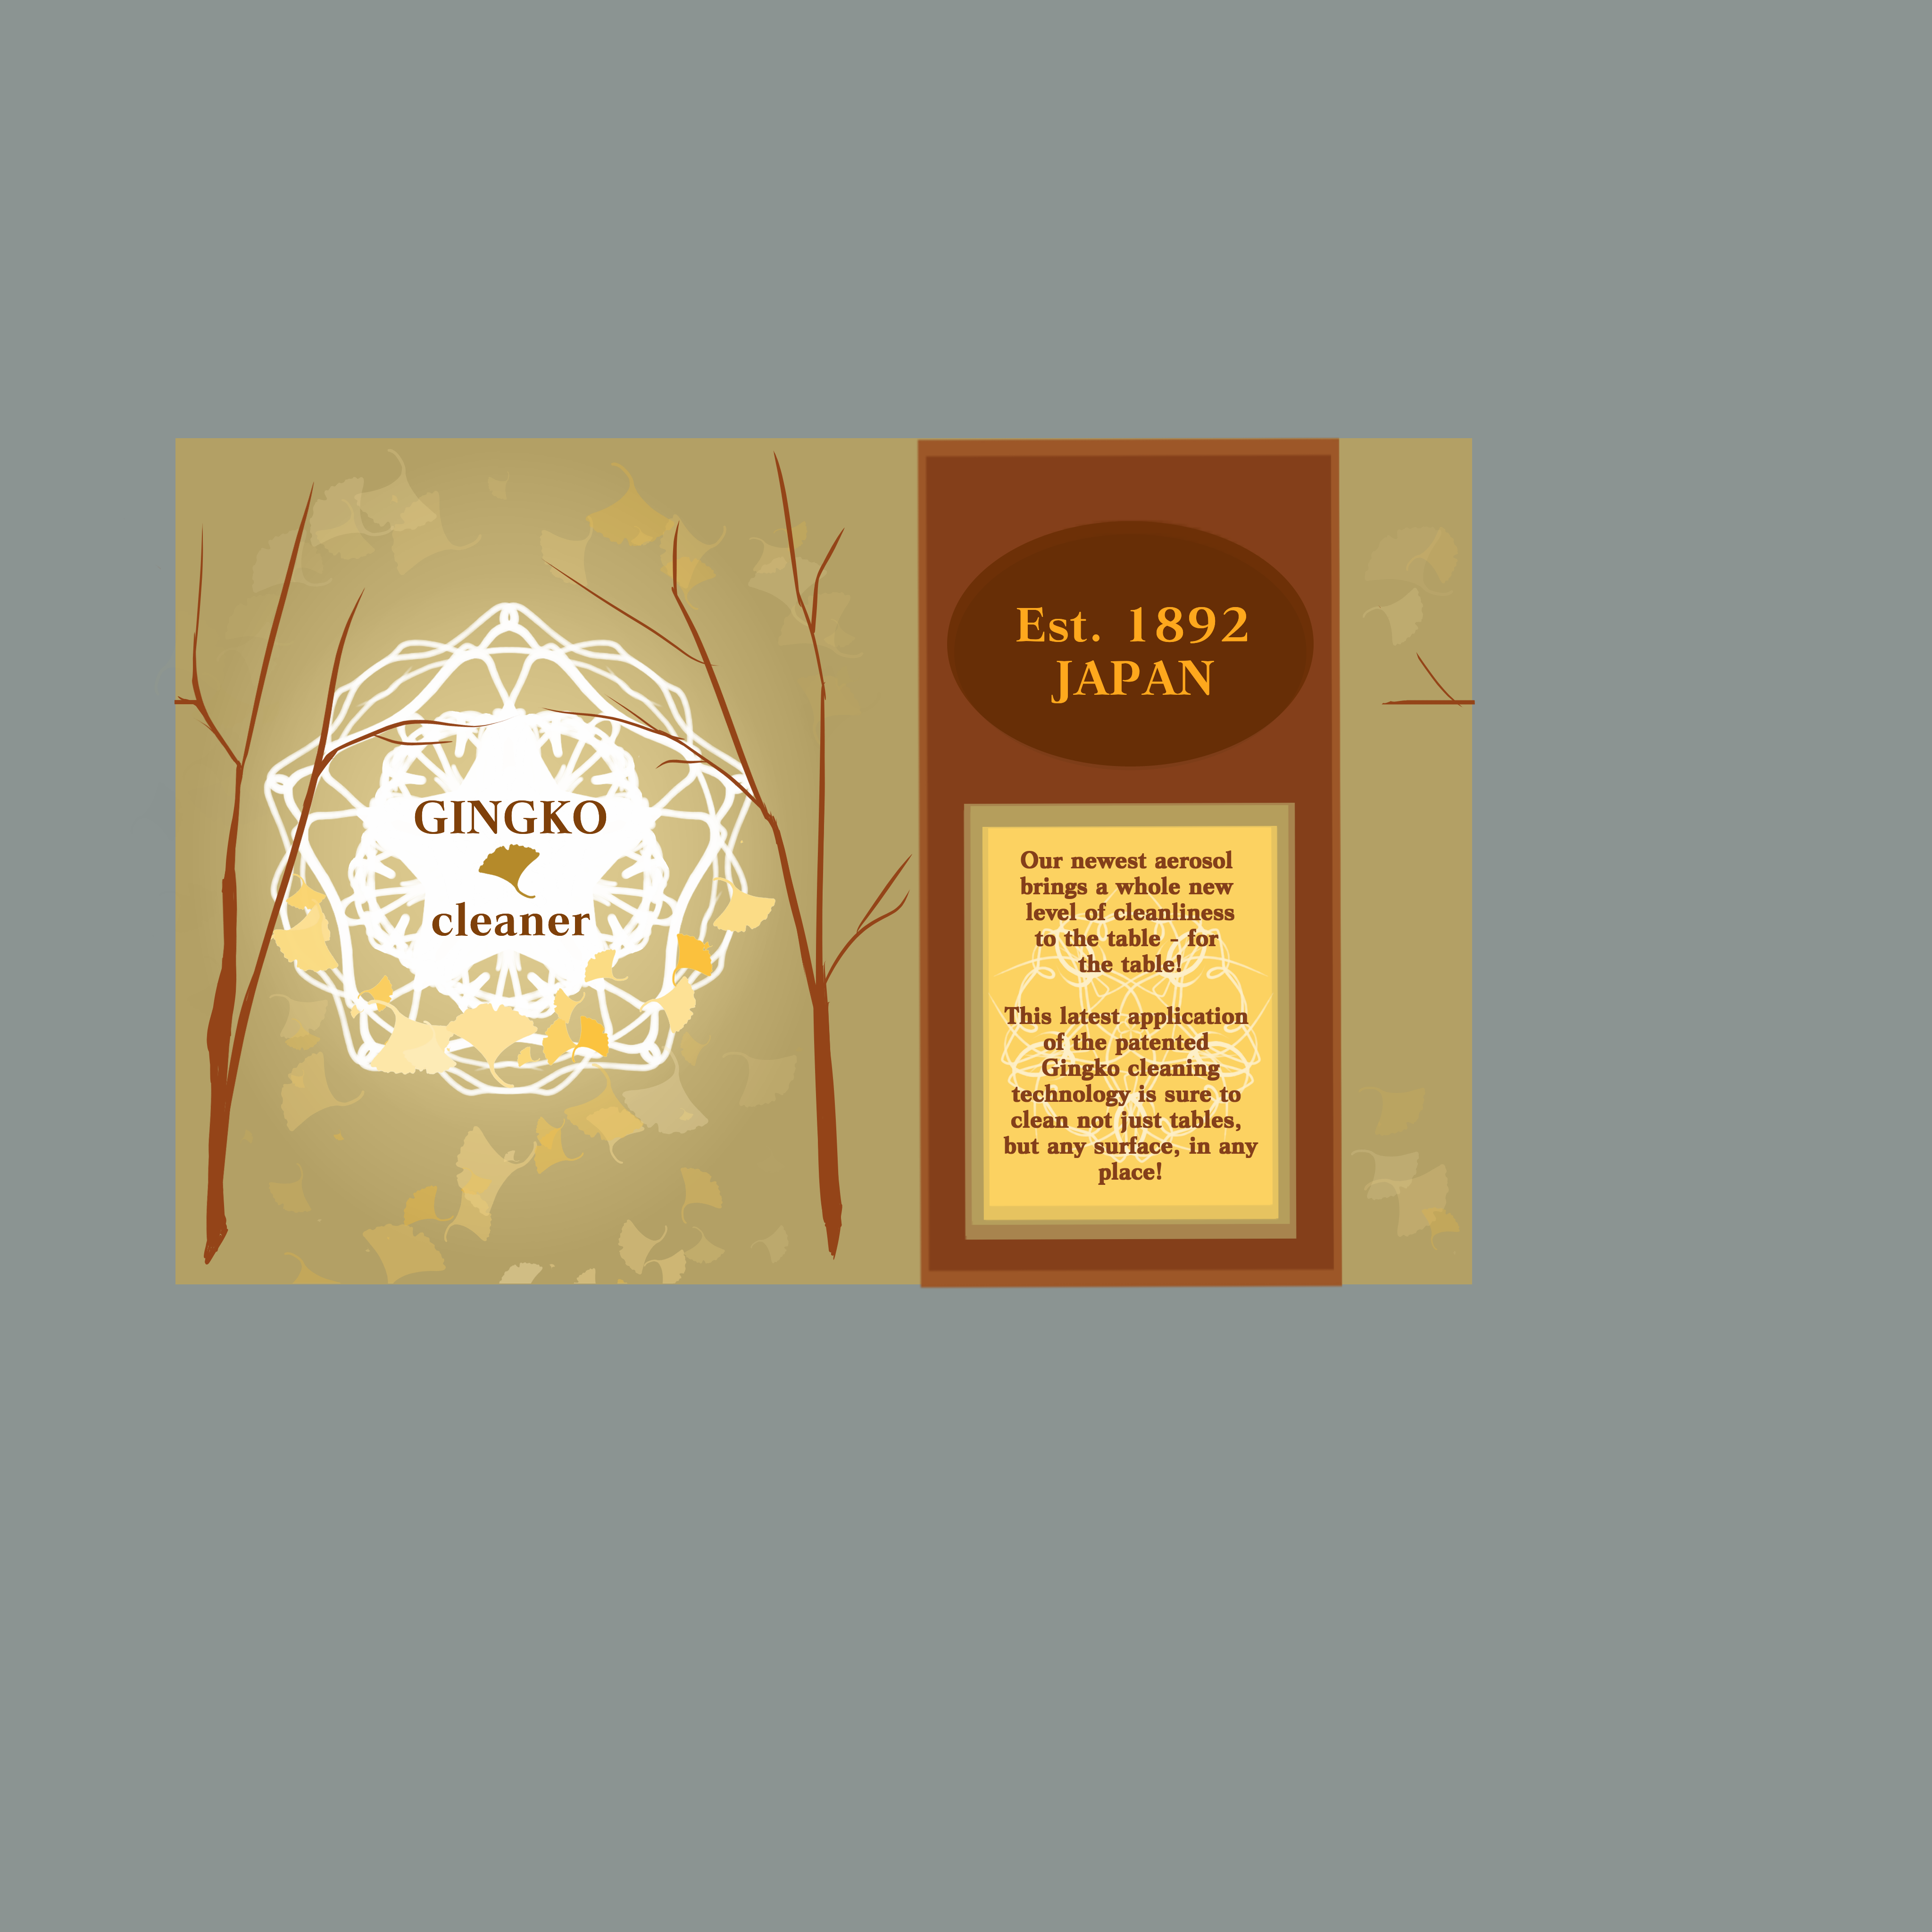 GINGKO
cleaner
Est. 1892
JAPAN
Our newest aerosol
brings a whole new
level of cleanliness
to the table - for
the table!
This latest application
of the patented
Gingko cleaning
technology is sure to
clean not just tables,
but any surface, in any
place!